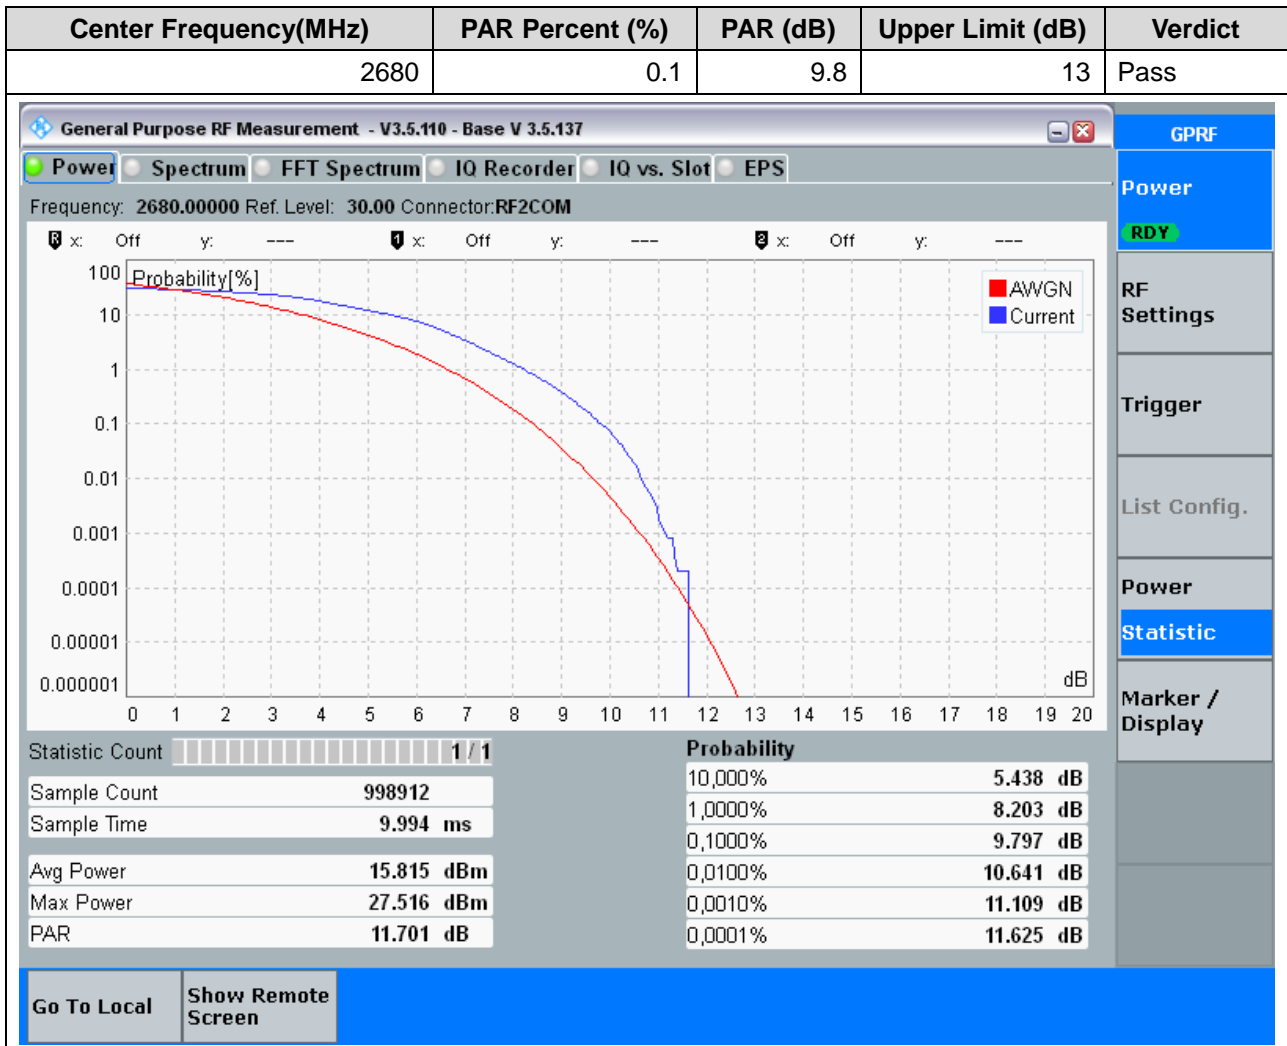 Center Frequency(MHz) PAR Percent (%) PAR (dB) Upper Limit (dB) Verdict
2680 0.1 9.8 13 Pass
General Purpose RF Measurement - V3.5.110 - Base V 3.5.137
GPRF
Power Spectrum FFT Spectrum IQ Recorder IQ vs. Slot EPS
Frequency: 2680.00000 Ref. Level: 30.00 Connector:RF2COM
R x: Off y: --- 1 x: Off y: --- 2 x: Off y: ---
Probability[%]
100
10
1
0.1
0.01
0.001
0.0001
0.00001
0.000001
AWGN
Current
dB
0 1 2 3 4 5 6 7 8 9 10 11 12 13 14 15 16 17 18 19 20
Statistic Count 1 / 1
Sample Count 998912
Sample Time 9.994 ms
Avg Power 15.815 dBm
Max Power 27.516 dBm
PAR 11.701 dB
Probability
10,000% 5.438 dB
1,0000% 8.203 dB
0,1000% 9.797 dB
0,0100% 10.641 dB
0,0010% 11.109 dB
0,0001% 11.625 dB
Power
RDY
RF
Settings
Trigger
List Config.
Power
Statistic
Marker /
Display
Go To Local
Show Remote
Screen